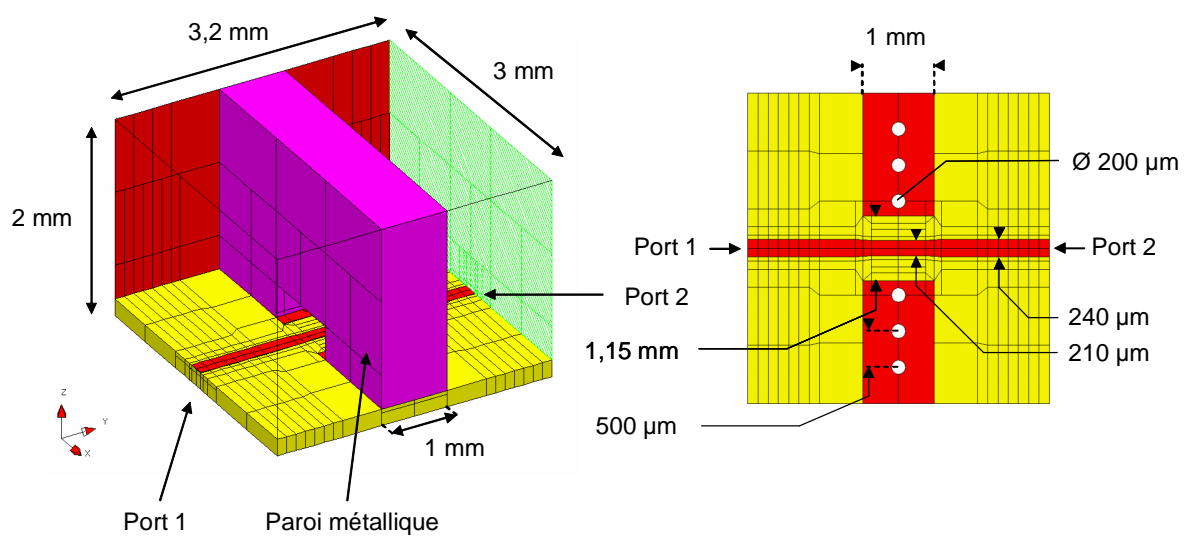 3,2 mm
3 mm
2 mm
Port 2
1 mm
Port 1
Paroi métallique
Z
Y
X
1 mm
Ø 200 µm
Port 1
Port 2
240 µm
1,15 mm
210 µm
500 µm